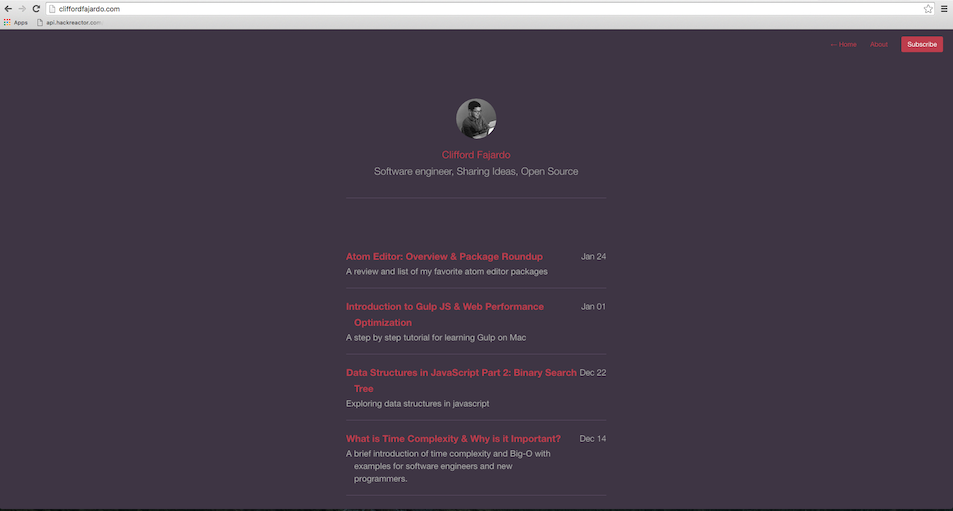 cliffordfajardo.com
Apps api.hackreactor.com
← Home About Subscribe
Clifford Fajardo
Software engineer, Sharing Ideas, Open Source
Atom Editor: Overview & Package Roundup Jan 24
A review and list of my favorite atom editor packages
Introduction to Gulp JS & Web Performance Jan 01
Optimization
A step by step tutorial for learning Gulp on Mac
Data Structures in JavaScript Part 2: Binary Search Dec 22
Tree
Exploring data structures in javascript
What is Time Complexity & Why is it Important? Dec 14
A brief introduction of time complexity and Big-O with
examples for software engineers and new
programmers.